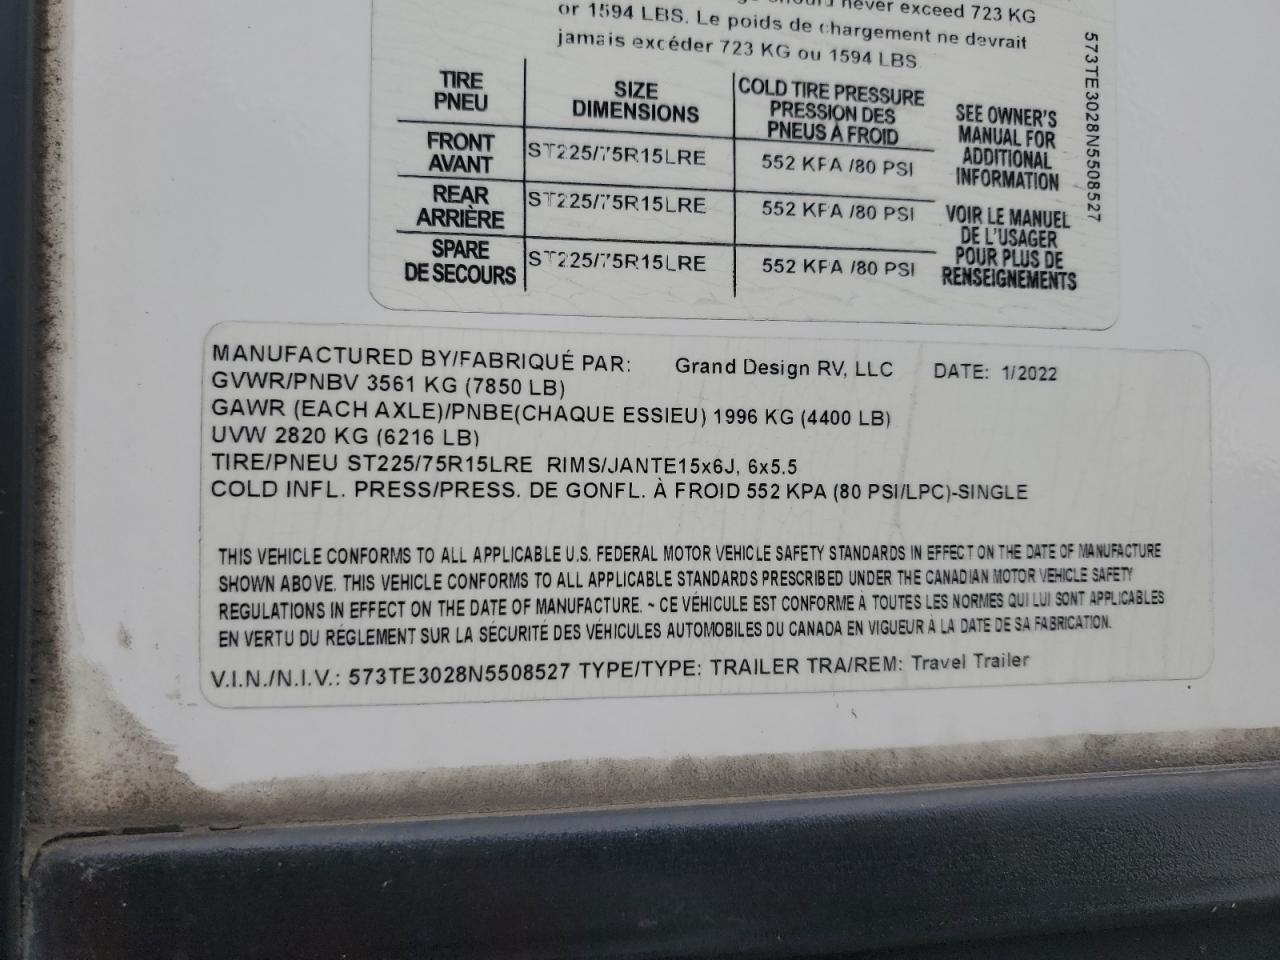 never exceed 723 KG
or 1594 LBS. Le poids de chargement ne devrait
jamais excéder 723 KG ou 1594 LBS
TIRE
PNEU
SIZE
DIMENSIONS
COLD TIRE PRESSURE
PRESSION DES
PNEUS À FROID
SEE OWNER'S
MANUAL FOR
ADDITIONAL
INFORMATION
FRONT
AVANT
ST225/75R15LRE
552 KPA /80 PSI
REAR
ARRIÈRE
ST225/75R15LRE
552 KPA /80 PSI
VOIR LE MANUEL
DE L'USAGER
POUR PLUS DE
RENSEIGNEMENTS
SPARE
DE SECOURS
ST225/75R15LRE
552 KPA /80 PSI
573TE3028N5508527
MANUFACTURED BY/FABRIQUÉ PAR: Grand Design RV, LLC DATE: 1/2022
GVWR/PNBV 3561 KG (7850 LB)
GAWR (EACH AXLE)/PNBE(CHAQUE ESSIEU) 1996 KG (4400 LB)
UVW 2820 KG (6216 LB)
TIRE/PNEU ST225/75R15LRE RIMS/JANTE15x6J, 6x5.5
COLD INFL. PRESS/PRESS. DE GONFL. À FROID 552 KPA (80 PSI/LPC)-SINGLE
THIS VEHICLE CONFORMS TO ALL APPLICABLE U.S. FEDERAL MOTOR VEHICLE SAFETY STANDARDS IN EFFECT ON THE DATE OF MANUFACTURE
SHOWN ABOVE. THIS VEHICLE CONFORMS TO ALL APPLICABLE STANDARDS PRESCRIBED UNDER THE CANADIAN MOTOR VEHICLE SAFETY
REGULATIONS IN EFFECT ON THE DATE OF MANUFACTURE. ~ CE VÉHICULE EST CONFORME À TOUTES LES NORMES QUI LUI SONT APPLICABLES
EN VERTU DU RÉGLEMENT SUR LA SÉCURITÉ DES VÉHICULES AUTOMOBILES DU CANADA EN VIGUEUR À LA DATE DE SA FABRICATION.
V.I.N./N.I.V.: 573TE3028N5508527 TYPE/TYPE: TRAILER TRA/REM: Travel Trailer